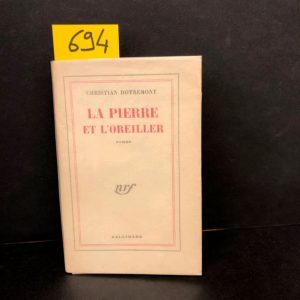 694
CHRISTIAN DOTREMONT
LA PIERRE
ET L'OREILLER
ROMAN
nrf
GALLIMARD